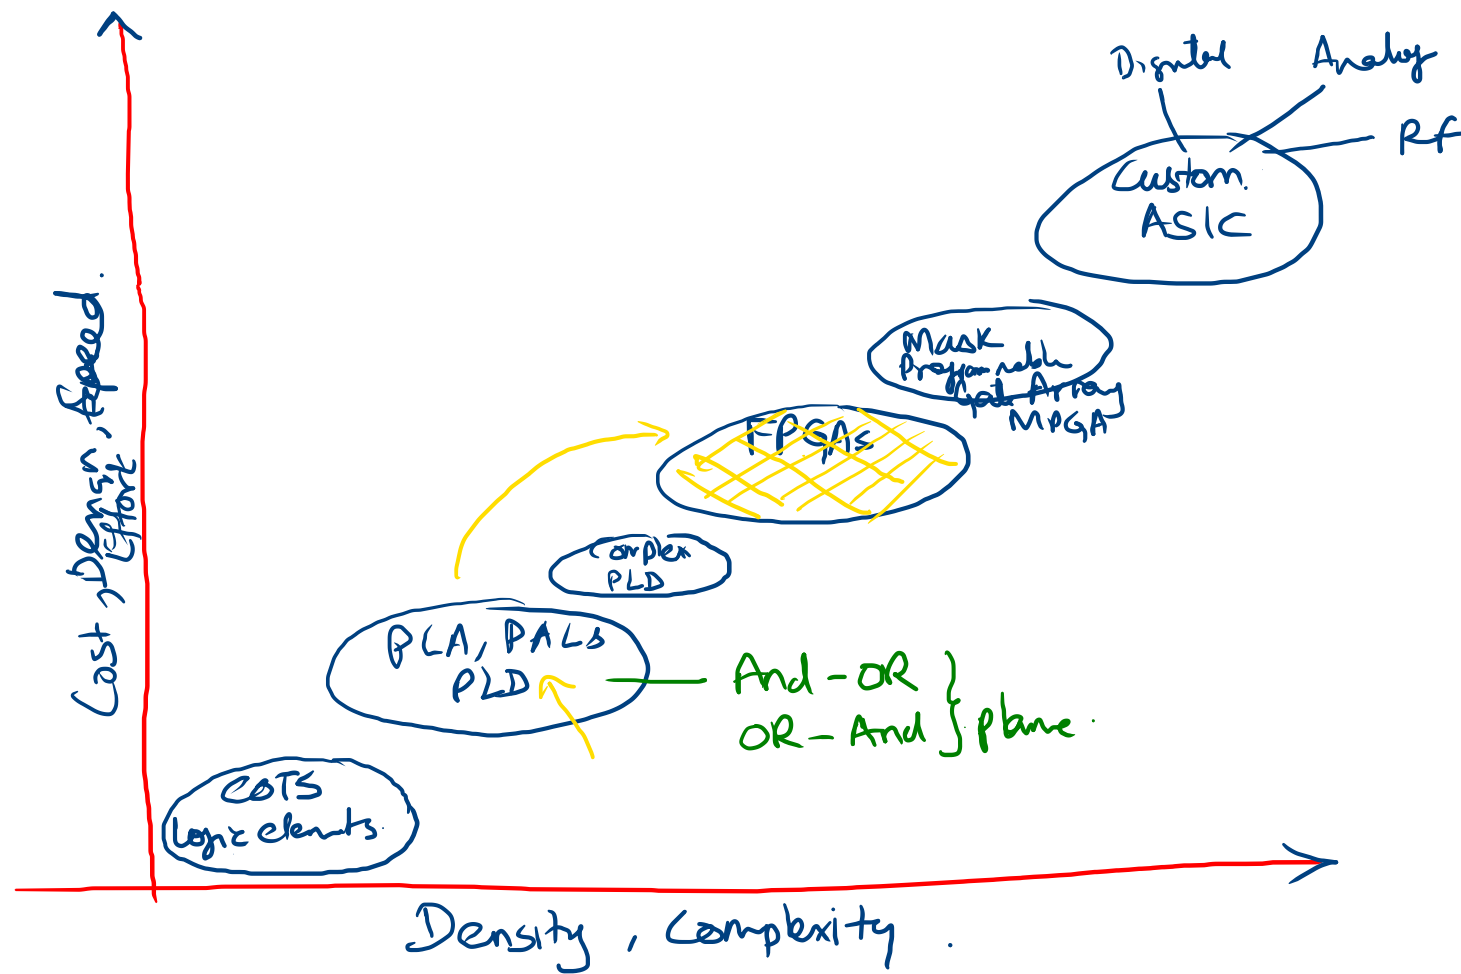 Digital
Analog
RF
Custom
ASIC
Mask
Programmable
Gate Array
MPGA
FPGAs
Complex
PLD
PLA, PALs
PLD
And - OR
OR - And } Plane.
COTS
Logic elements
Cost, Density, Speed.
Effort
Density, Complexity.